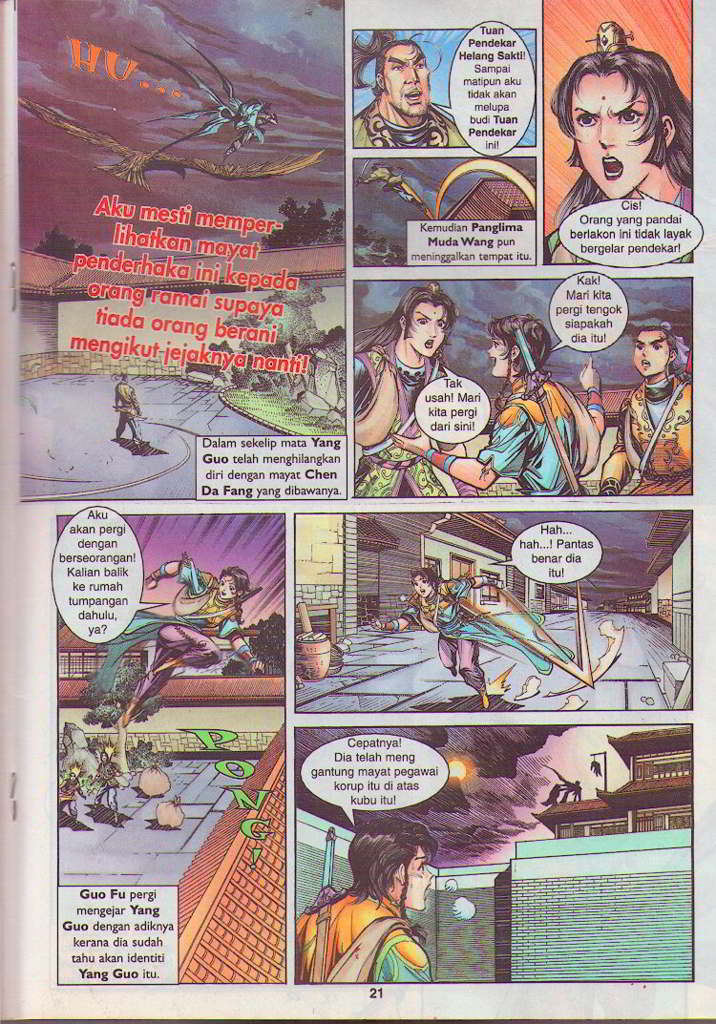 HU...
Aku mesti memper-
lihatkan mayat
penderhaka ini kepada
orang ramai supaya
tiada orang berani
mengikut jejaknya nanti!
Dalam sekelip mata Yang
Guo telah menghilangkan
diri dengan mayat Chen
Da Fang yang dibawanya.
Tuan
Pendekar
Helang Sakti!
Sampai
matipun aku
tidak akan
melupa
budi Tuan
Pendekar
ini!
Kemudian Panglima
Muda Wang pun
meninggalkan tempat itu.
Cis!
Orang yang pandai
berlakon ini tidak layak
bergelar pendekar!
Kak!
Mari kita
pergi tengok
siapakah
dia itu!
Tak
usah! Mari
kita pergi
dari sini!
Aku
akan pergi
dengan
berseorangan!
Kalian balik
ke rumah
tumpangan
dahulu,
ya?
PONG!
Guo Fu pergi
mengejar Yang
Guo dengan adiknya
kerana dia sudah
tahu akan identiti
Yang Guo itu.
Hah...
hah...! Pantas
benar dia
itu!
Cepatnya!
Dia telah meng
gantung mayat pegawai
korup itu di atas
kubu itu!
21